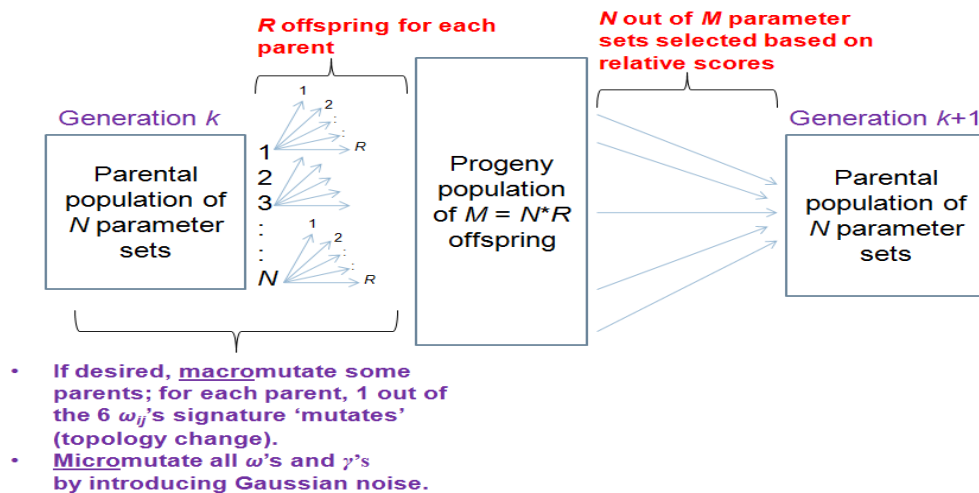 R offspring for each
parent
N out of M parameter
sets selected based on
relative scores
Generation k
Generation k+1
Parental
population of
N parameter
sets
1
2
3
:
:
N
1
2
:
:
R
1
2
:
:
R
Progeny
population
of M = N*R
offspring
Parental
population of
N parameter
sets
• If desired, macromutate some
parents; for each parent, 1 out of
the 6 ωij's signature 'mutates'
(topology change).
• Micromutate all ω's and γ's
by introducing Gaussian noise.